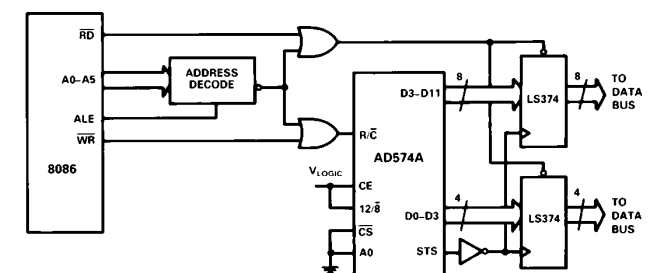 8086
RD
A0–A5
ALE
WR
ADDRESS
DECODE
VLOGIC
AD574A
R/C
CE
12/8
CS
A0
D3–D11
D0–D3
STS
8
LS374
8
TO
DATA
BUS
4
LS374
4
TO
DATA
BUS